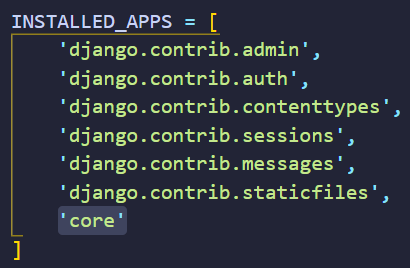 INSTALLED_APPS = [
    'django.contrib.admin',
    'django.contrib.auth',
    'django.contrib.contenttypes',
    'django.contrib.sessions',
    'django.contrib.messages',
    'django.contrib.staticfiles',
    'core'
]